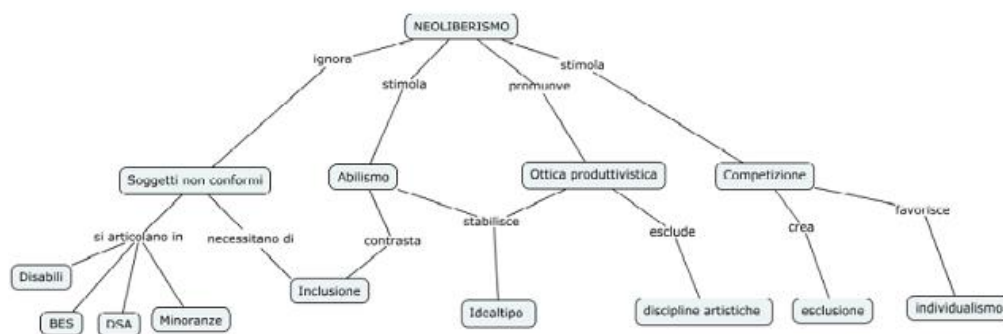 NEOLIBERISMO
ignora
stimola
promunve
stimola
Soggetti non conformi
Abilismo
Ottica produttivistica
Competizione
si articolano in
necessitano di
contrasta
stabilisce
esclude
crea
favorisce
Disabili
BES
DSA
Minoranze
Inclusione
Idealtipo
discipline artistiche
esclusione
individualismo